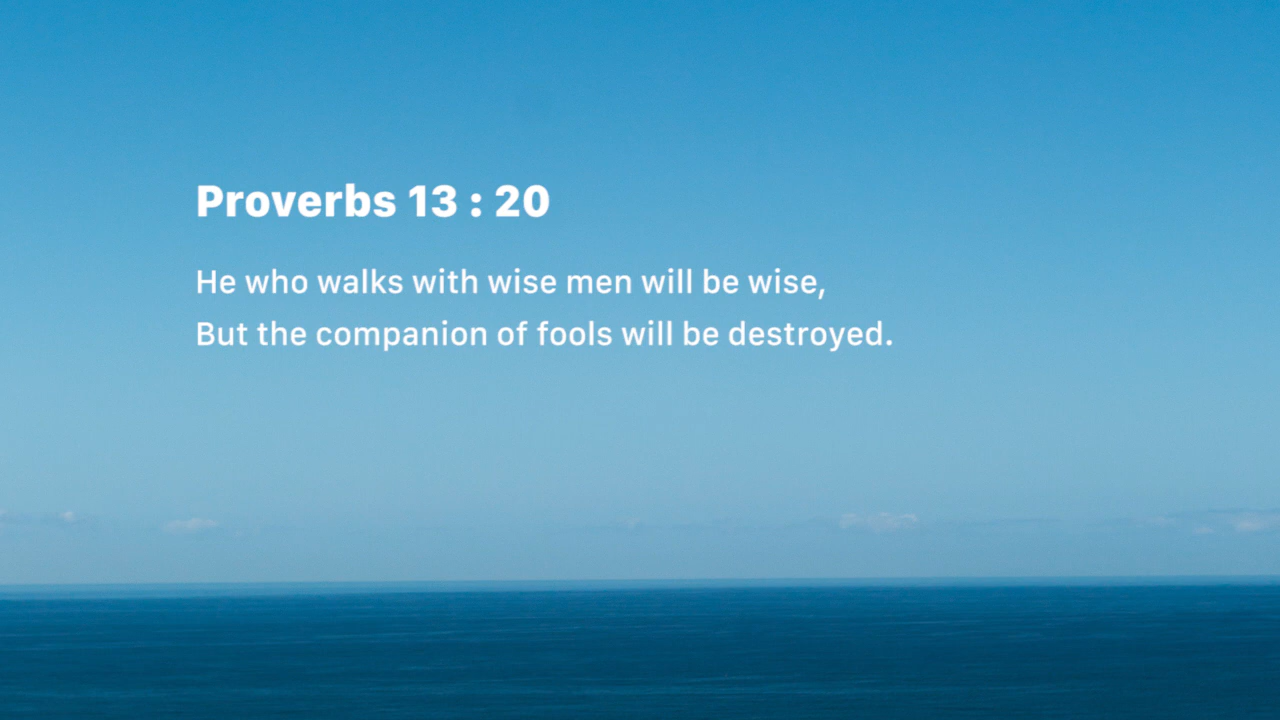 Proverbs 13 : 20
He who walks with wise men will be wise,
But the companion of fools will be destroyed.